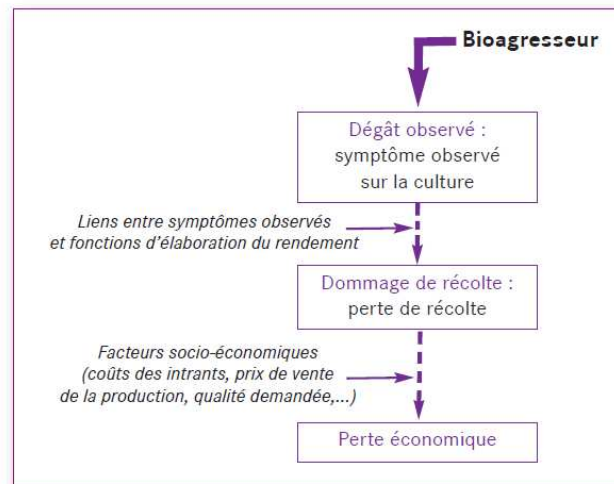 Bioagresseur
Dégât observé :
symptôme observé
sur la culture
Liens entre symptômes observés
et fonctions d’élaboration du rendement
Dommage de récolte :
perte de récolte
Facteurs socio-économiques
(coûts des intrants, prix de vente
de la production, qualité demandée,...)
Perte économique